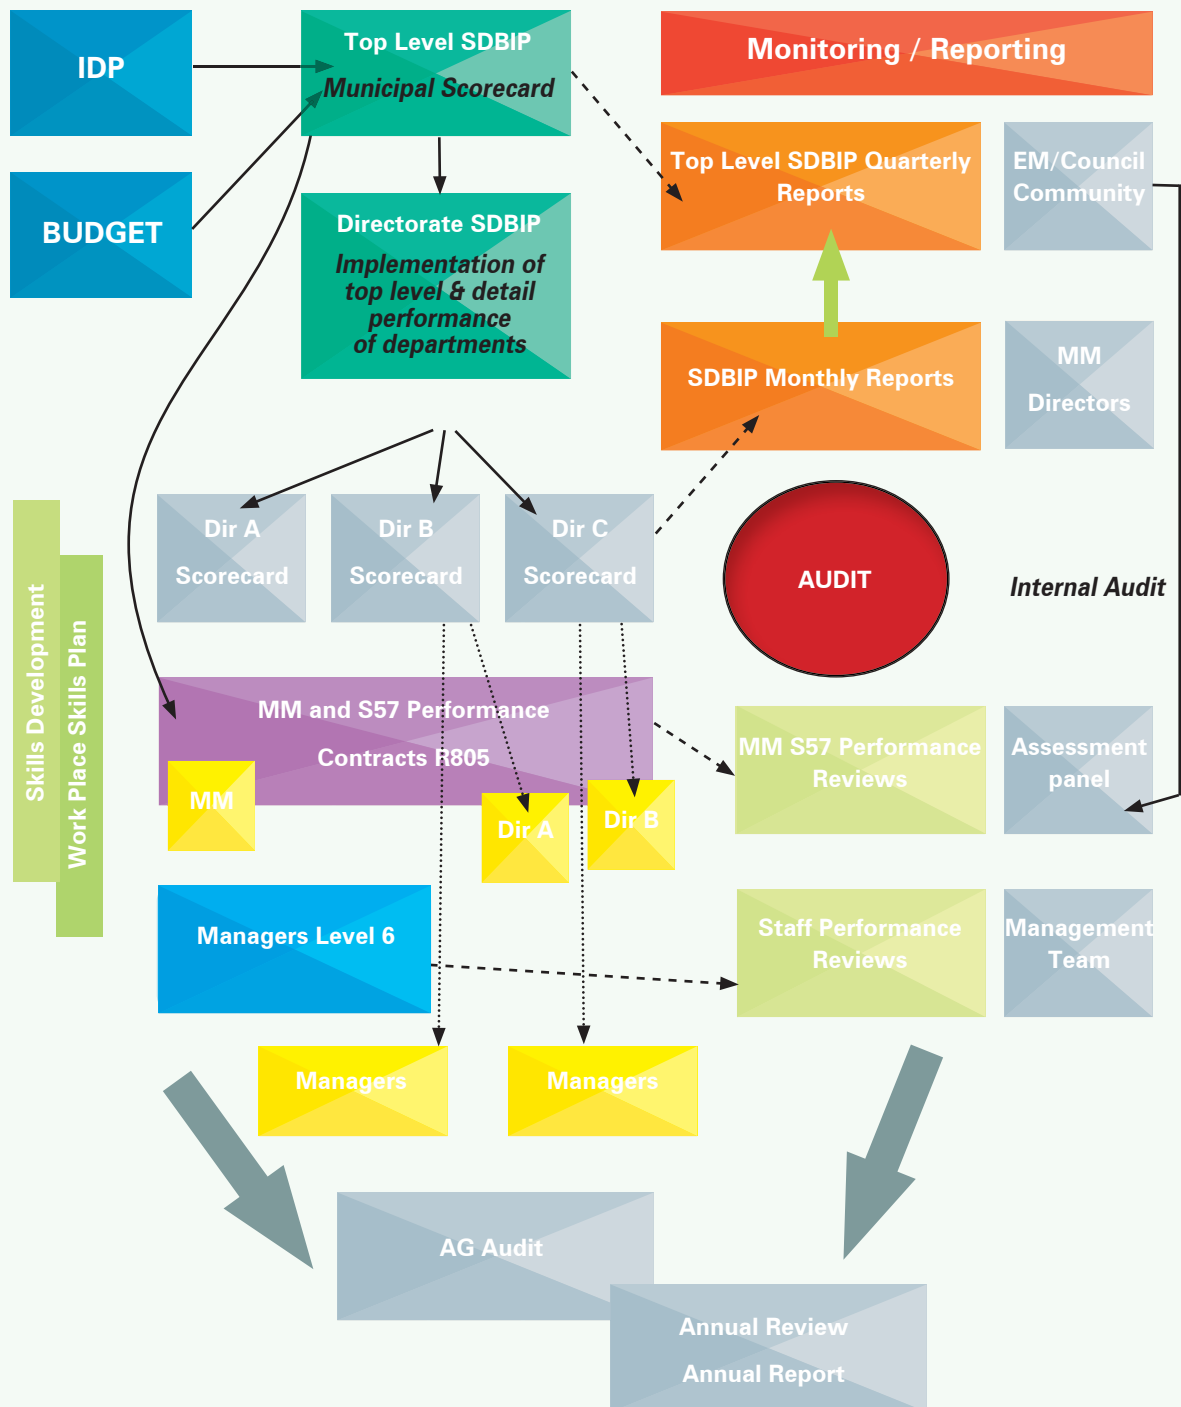 IDP
BUDGET
Top Level SDBIP
Municipal Scorecard
Directorate SDBIP
Implementation of
top level & detail
performance
of departments
Monitoring / Reporting
Top Level SDBIP Quarterly
Reports
EM/Council
Community
SDBIP Monthly Reports
MM
Directors
Dir A
Scorecard
Dir B
Scorecard
Dir C
Scorecard
AUDIT
Internal Audit
Skills Development
Work Place Skills Plan
MM and S57 Performance
Contracts R805
MM
Dir A
Dir B
MM S57 Performance
Reviews
Assessment
panel
Managers Level 6
Staff Performance
Reviews
Management
Team
Managers
Managers
AG Audit
Annual Review
Annual Report